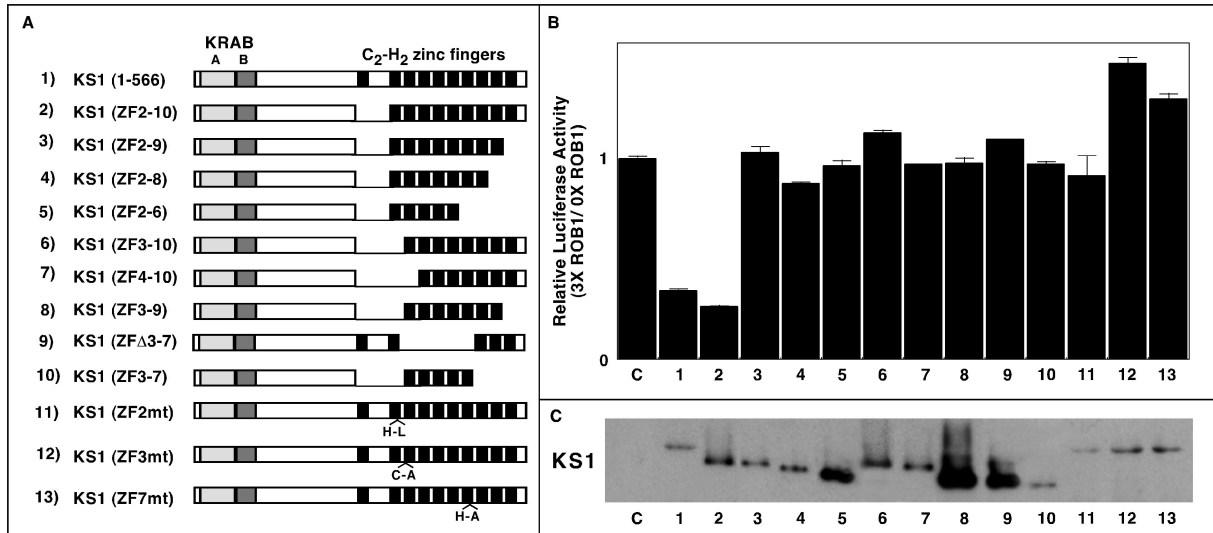 A
KRAB
A B
C2-H2 zinc fingers
1) KS1 (1-566)
2) KS1 (ZF2-10)
3) KS1 (ZF2-9)
4) KS1 (ZF2-8)
5) KS1 (ZF2-6)
6) KS1 (ZF3-10)
7) KS1 (ZF4-10)
8) KS1 (ZF3-9)
9) KS1 (ZFΔ3-7)
10) KS1 (ZF3-7)
11) KS1 (ZF2mt)
H-L
12) KS1 (ZF3mt)
C-A
13) KS1 (ZF7mt)
H-A
B
Relative Luciferase Activity
(3X ROB1/ 0X ROB1)
1
0
C 1 2 3 4 5 6 7 8 9 10 11 12 13
C
KS1
C 1 2 3 4 5 6 7 8 9 10 11 12 13